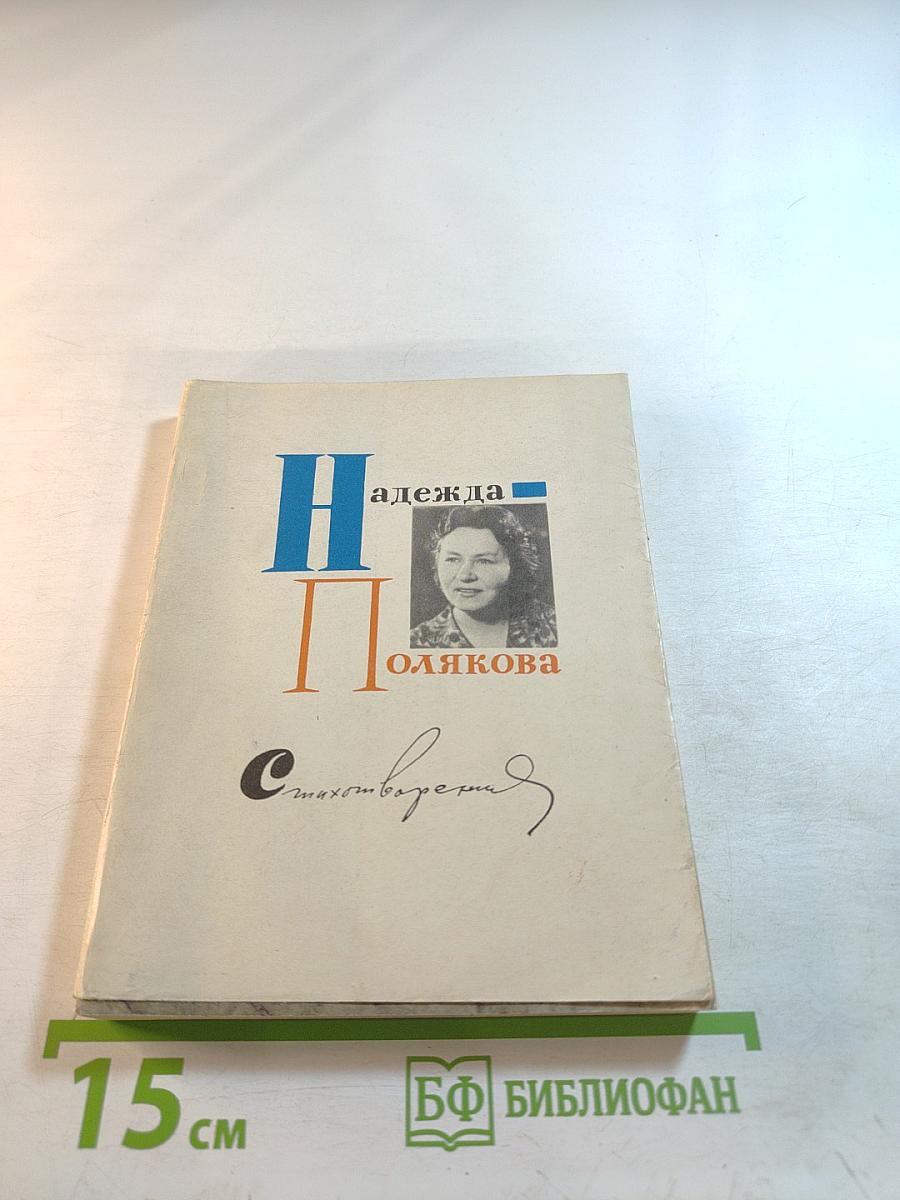 Надежда
Полякова
Стихотворения
15 см
БФ БИБЛИОФАН